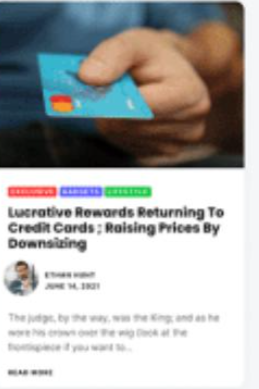 EXCLUSIVE GADGETS LIFESTYLE
Lucrative Rewards Returning To
Credit Cards ; Raising Prices By
Downsizing
ETHAN HUNT
JUNE 14, 2021
The judge, by the way, was the King; and as he
wore his crown over the wig (look at the
frontispiece if you want to...
READ MORE